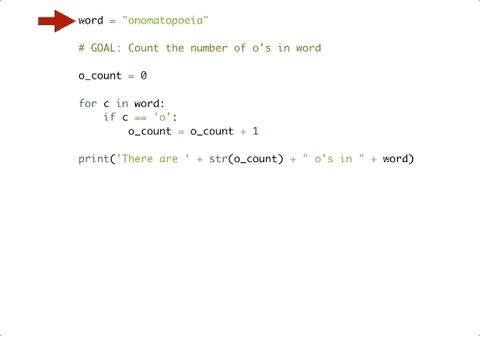 word = "onomatopoeia"
# GOAL: Count the number of o's in word
o_count = 0
for c in word:
    if c == 'o':
        o_count = o_count + 1
print('There are ' + str(o_count) + " o's in " + word)